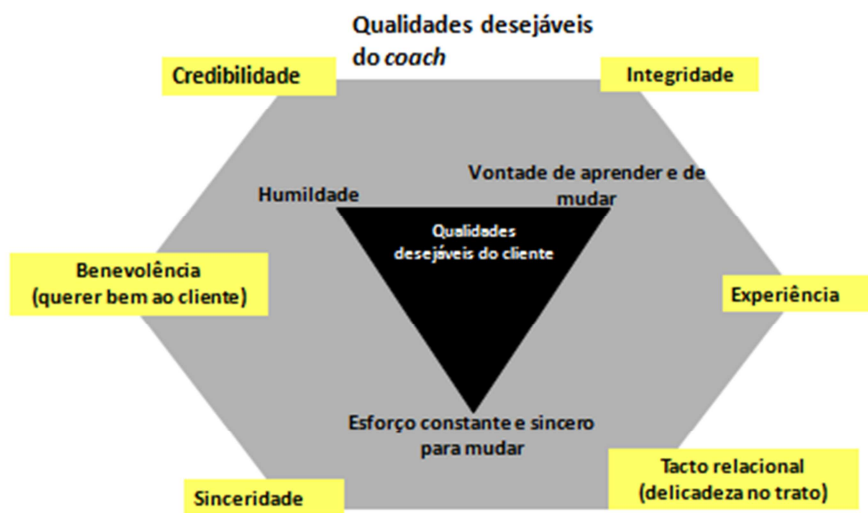 Qualidades desejáveis
do coach
Credibilidade
Integridade
Vontade de aprender e de
mudar
Humildade
Qualidades
desejáveis do cliente
Benevolência
(querer bem ao cliente)
Experiência
Esforço constante e sincero
para mudar
Tacto relacional
(delicadeza no trato)
Sinceridade